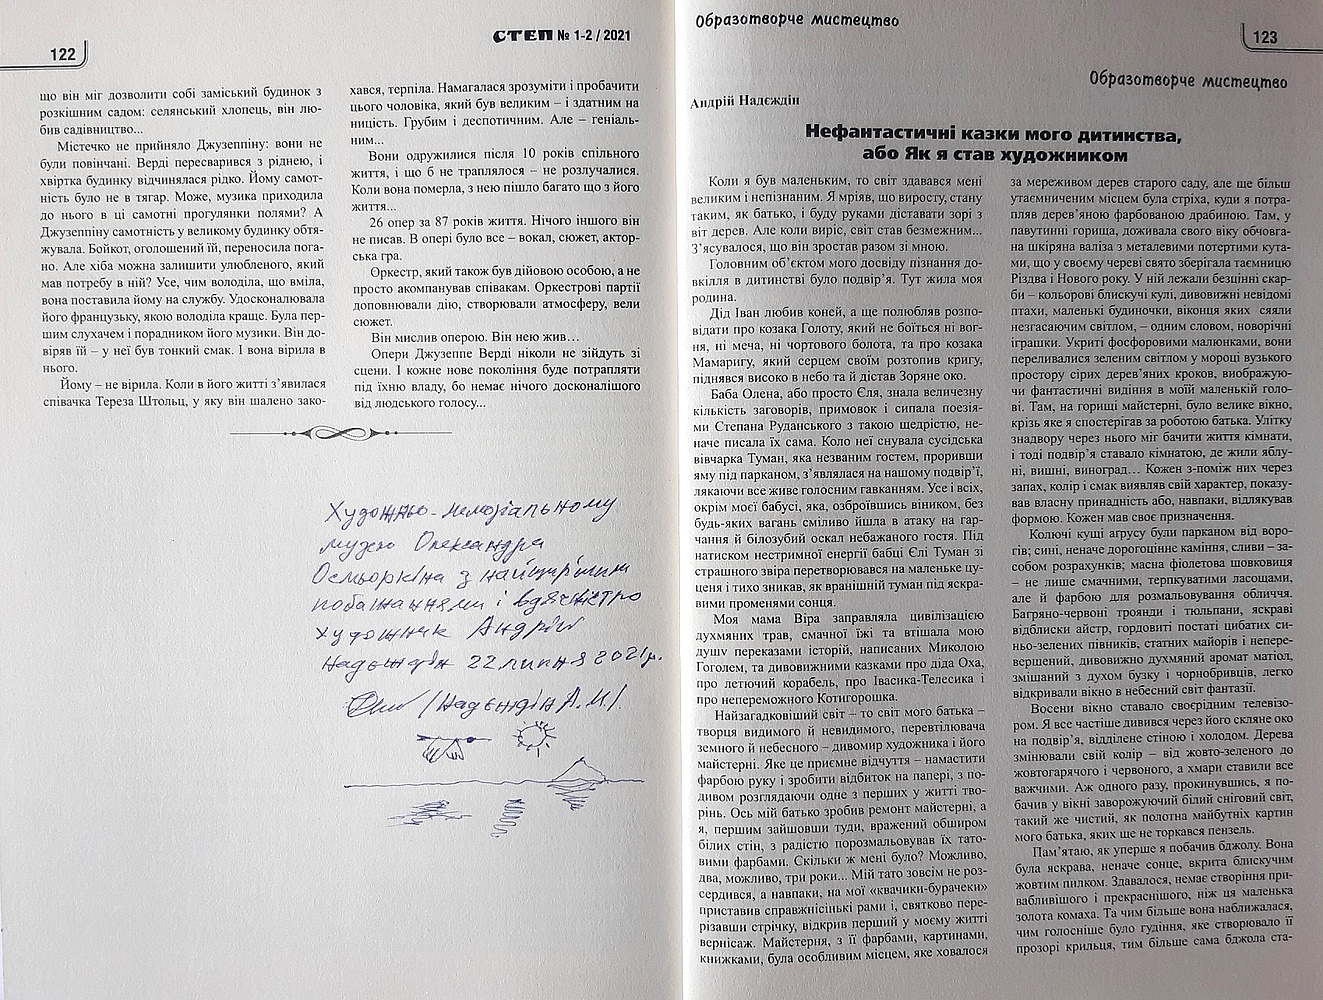 122
СТЕП № 1-2 / 2021
що він міг дозволити собі заміський будинок з
розкішним садом: селянський хлопець, він лю-
бив садівництво...
Містечко не прийняло Джузеппіну: вони не
були повінчані. Верді пересварився з ріднею, і
хвіртка будинку відчинялася рідко. Йому самот-
ність було не в тягар. Може, музика приходила
до нього в ці самотні прогулянки полями? А
Джузеппіну самотність у великому будинку обтя-
жувала. Бойкот, оголошений їй, переносила пога-
но. Але хіба можна залишити улюбленого, який
мав потребу в ній? Усе, чим володіла, що вміла,
вона поставила йому на службу. Удосконалювала
його французьку, якою володіла краще. Була пер-
шим слухачем і порадником його музики. Він до-
віряв їй – у неї був тонкий смак. І вона вірила в
нього.
Йому – не вірила. Коли в його житті з’явилася
співачка Тереза Штольц, у яку він шалено зако-
хався, терпіла. Намагалася зрозуміти і пробачити
цього чоловіка, який був великим – і здатним на
ницість. Грубим і деспотичним. Але – геніаль-
ним...
Вони одружилися після 10 років спільного
життя, і що б не траплялося – не розлучалися.
Коли вона померла, з нею пішло багато що з його
життя...
26 опер за 87 років життя. Нічого іншого він
не писав. В опері було все – вокал, сюжет, актор-
ська гра.
Оркестр, який також був дійовою особою, а не
просто акомпанував співакам. Оркестрові партії
доповнювали дію, створювали атмосферу, вели
сюжет.
Він мислив оперою. Він нею жив…
Опери Джузеппе Верді ніколи не зійдуть зі
сцени. І кожне нове покоління буде потрапляти
під їхню владу, бо немає нічого досконалішого
від людського голосу...
Художньо-меморіальному
музею Олександра
Осмьоркіна з найщирішими
побажаннями і вдячністю
художник Андрій
Надєждін 22 липня 2021р.
/Надєждін А.М./
Образотворче мистецтво
123
Образотворче мистецтво
Андрій Надєждін
Нефантастичні казки мого дитинства,
або Як я став художником
Коли я був маленьким, то світ здавався мені
великим і непізнаним. Я мріяв, що виросту, стану
таким, як батько, і буду руками діставати зорі з
віт дерев. Але коли виріс, світ став безмежним...
З’ясувалося, що він зростав разом зі мною.
Головним об’єктом мого досвіду пізнання до-
вкілля в дитинстві було подвір’я. Тут жила моя
родина.
Дід Іван любив коней, а ще полюбляв розпо-
відати про козака Голоту, який не боїться ні вог-
ня, ні меча, ні чортового болота, та про козака
Мамаригу, який серцем своїм розтопив кригу,
піднявся високо в небо та й дістав Зоряне око.
Баба Олена, або просто Єля, знала величезну
кількість заговорів, примовок і сипала поезія-
ми Степана Руданського з такою щедрістю, не-
наче писала їх сама. Коло неї снувала сусідська
вівчарка Туман, яка незваним гостем, проривши
яму під парканом, з’являлася на нашому подвір’ї,
лякаючи все живе голосним гавканням. Усе і всіх,
окрім моєї бабусі, яка, озброївшись віником, без
будь-яких вагань сміливо йшла в атаку на гар-
чання й білозубий оскал небажаного гостя. Під
натиском нестримної енергії бабці Єлі Туман зі
страшного звіра перетворювався на маленьке цу-
ценя і тихо зникав, як вранішній туман під яскра-
вими променями сонця.
Моя мама Віра заправляла цивілізацією
духмяних трав, смачної їжі та втішала мою
душу переказами історій, написаних Миколою
Гоголем, та дивовижними казками про діда Оха,
про летючий корабель, про Івасика-Телесика і
про непереможного Котигорошка.
Найзагадковіший світ – то світ мого батька –
творця видимого й невидимого, перевтілювача
земного й небесного – дивомир художника і його
майстерні. Яке це приємне відчуття – намастити
фарбою руку і зробити відбиток на папері, з по-
дивом розглядаючи одне з перших у житті тво-
рінь. Ось мій батько зробив ремонт майстерні, а
я, першим зайшовши туди, вражений обширом
білих стін, з радістю порозмальовував їх тато-
вими фарбами. Скільки ж мені було? Можливо,
два, можливо, три роки... Мій тато зовсім не роз-
сердився, а навпаки, на мої «квачики-бурачеки»
приставив справжнісінькі рами і, святково пере-
різавши стрічку, відкрив перший у моєму житті
вернісаж. Майстерня, з її фарбами, картинами,
книжками, була особливим місцем, яке ховалося
за мереживом дерев старого саду, але ще більш
утаємниченим місцем була стріха, куди я потра-
пляв дерев’яною фарбованою драбиною. Там, у
павутинні горища, доживала свого віку обчовга-
на шкіряна валіза з металевими потертими кута-
ми, що у своєму череві свято зберігала таємницю
Різдва і Нового року. У ній лежали безцінні скар-
би – кольорові блискучі кулі, дивовижні невідомі
птахи, маленькі будиночки, віконця яких сяяли
незгасаючим світлом, – одним словом, новорічні
іграшки. Укриті фосфоровими малюнками, вони
переливалися зеленим світлом у мороці вузького
простору сірих дерев’яних кроков, вибражую-
чи фантастичні видіння в моїй маленькій голо-
ві. Там, на горищі майстерні, було велике вікно,
крізь яке я спостерігав за роботою батька. Улітку
знадвору через нього міг бачити життя кімнати,
і тоді подвір’я ставало кімнатою, де жили яблу-
ні, вишні, виноград… Кожен з-поміж них через
запах, колір і смак виявляв свій характер, показу-
вав власну принадність або, навпаки, відлякував
формою. Кожен мав своє призначення.
Колючі кущі аґрусу були парканом від воро-
гів; сині, неначе дорогоцінне каміння, сливи – за-
собом розрахунків; масна фіолетова шовковиця
– не лише смачними, терпкуватими ласощами,
але й фарбою для розмальовування обличчя.
Багряно-червоні троянди і тюльпани, яскраві
відблиски айстр, гордовиті постаті цибатих си-
ньо-зелених півників, статних майорів і непере-
вершений, дивовижно духмяний аромат матіол,
змішаний з духом бузку і чорнобривців, легко
відкривали вікно в небесний світ фантазії.
Восени вікно ставало своєрідним телевізо-
ром. Я все частіше дивився через його скляне око
на подвір’я, відділене стіною і холодом. Дерева
змінювали свій колір – від жовто-зеленого до
жовтогарячого і червоного, а хмари ставили все
важчими. Аж одного разу, прокинувшись, я по-
бачив у вікні заворожуючий білий сніговий світ,
такий же чистий, як полотна майбутніх картин
мого батька, яких ще не торкався пензель.
Пам’ятаю, як уперше я побачив бджолу. Вона
була яскрава, неначе сонце, вкрита блискучим
жовтим пилком. Здавалось, немає створіння при-
вабливішого і прекраснішого, ніж ця маленька
золота комаха. Та чим більше вона наближалася,
чим голосніше було гудіння, яке створювало її
прозорі крильця, тим більше сама бджола ста-